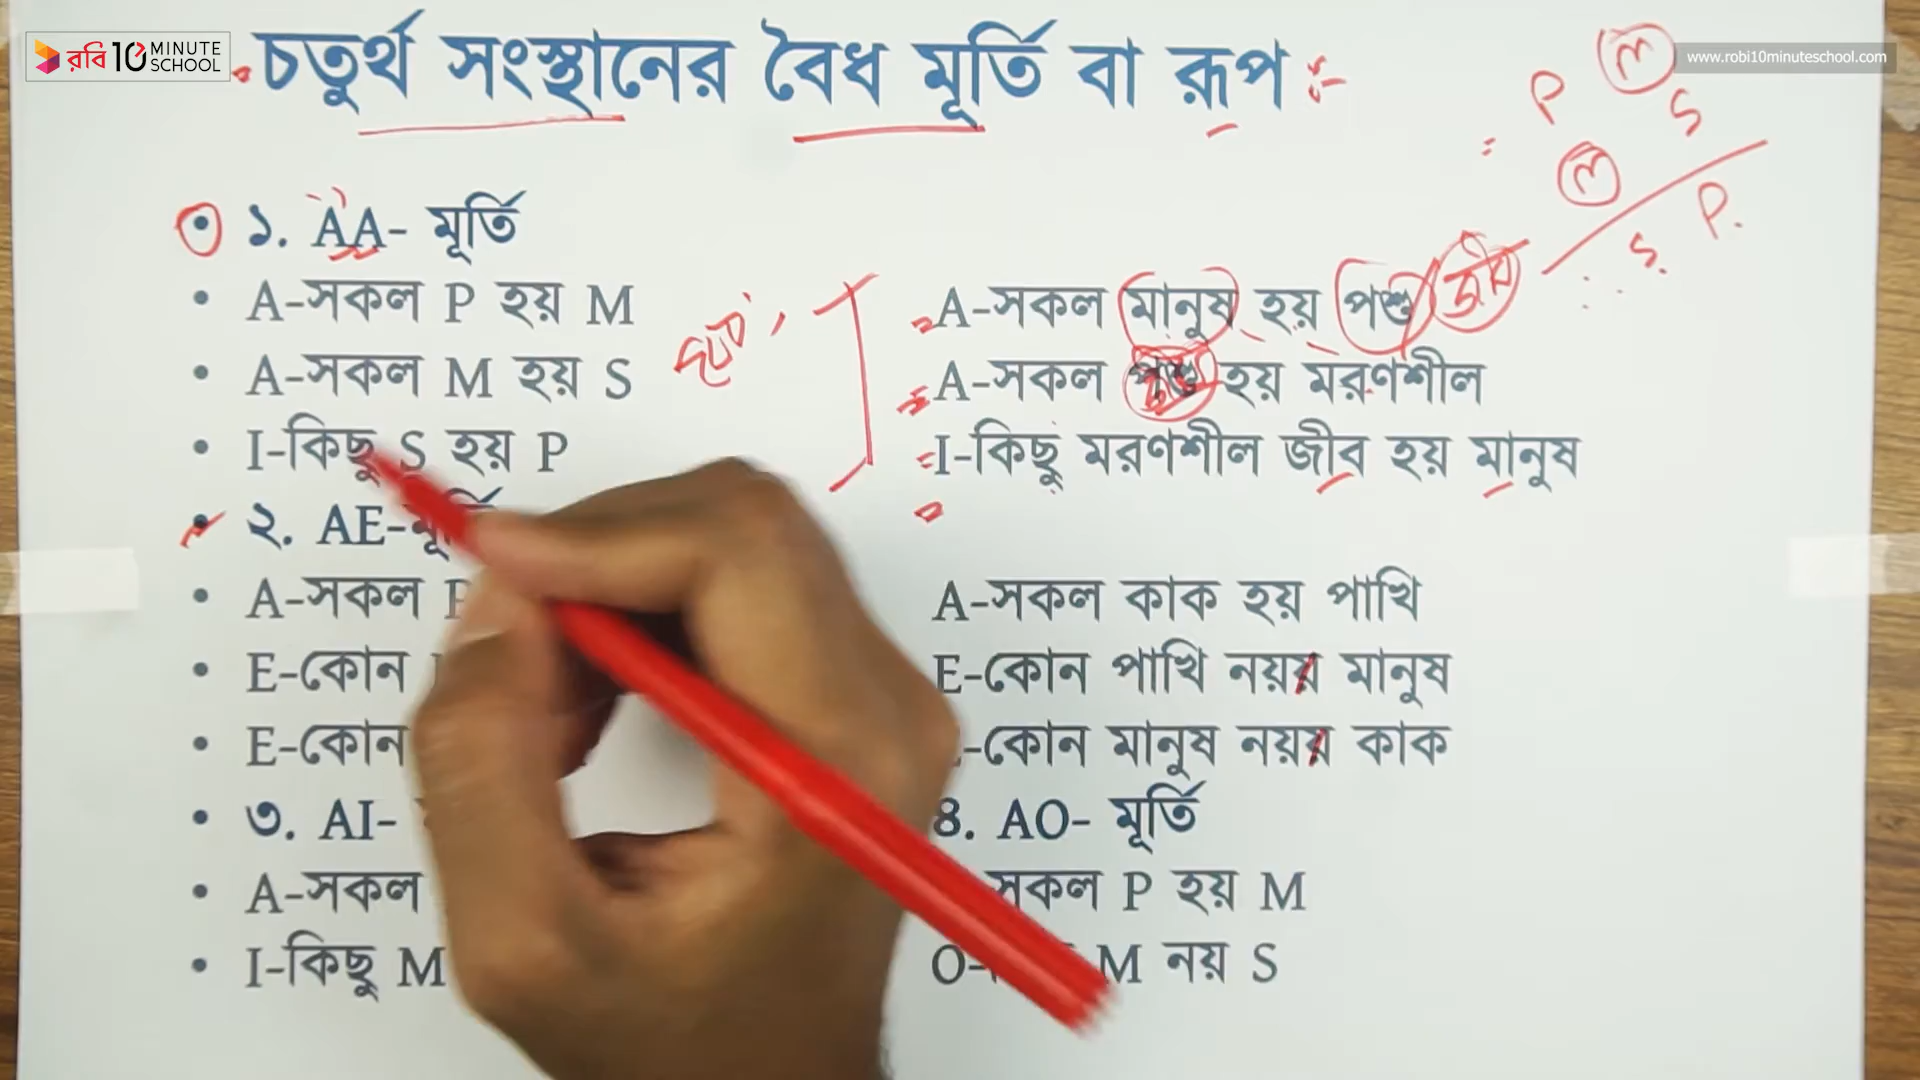 রবি 10 MINUTE SCHOOL
www.robi10minuteschool.com
চতুর্থ সংস্থানের বৈধ মূর্তি বা রূপ :-
P M
M S
S P.
১. AA- মূর্তি
A-সকল P হয় M
A-সকল M হয় S
I-কিছু S হয় P
A-সকল মানুষ হয় পশু জীব
A-সকল হয় মরণশীল
I-কিছু মরণশীল জীব হয় মানুষ
২. AE-মূর্তি
A-সকল P
E-কোন
E-কোন
A-সকল কাক হয় পাখি
E-কোন পাখি নয়য় মানুষ
-কোন মানুষ নয়য় কাক
৩. AI-
A-সকল
I-কিছু M
৪. AO- মূর্তি
সকল P হয় M
O- M নয় S